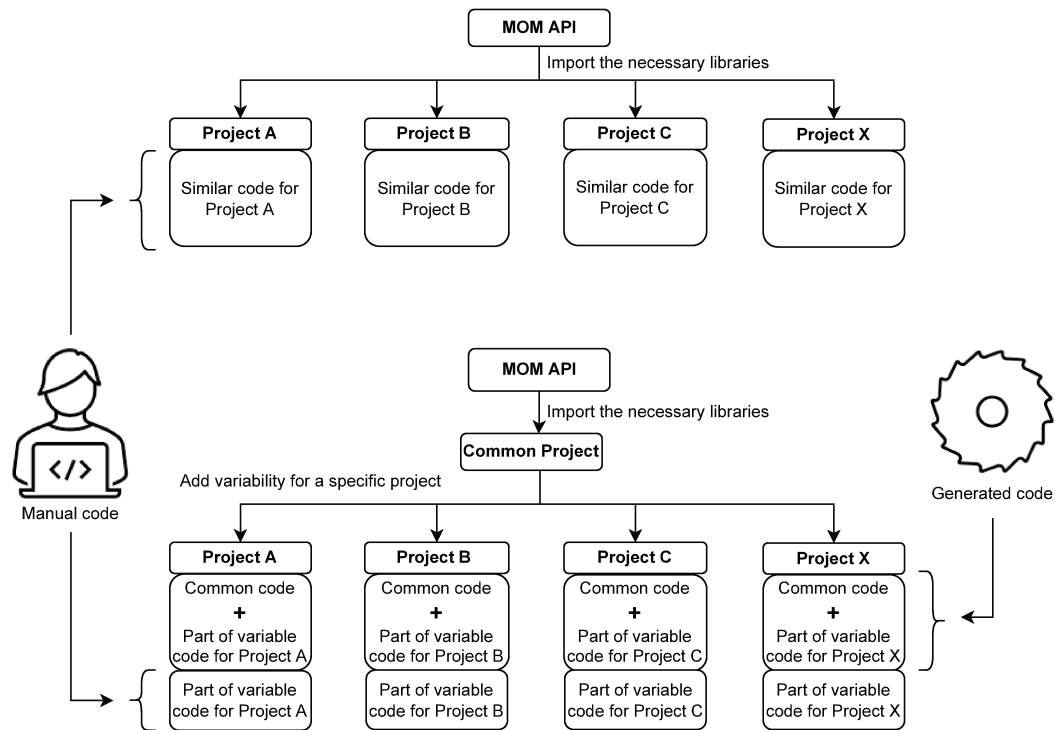 MOM API
Import the necessary libraries
Project A
Project B
Project C
Project X
Similar code for
Project A
Similar code for
Project B
Similar code for
Project C
Similar code for
Project X
MOM API
Import the necessary libraries
Common Project
Add variability for a specific project
</>
Manual code
Generated code
Project A
Project B
Project C
Project X
Common code
+
Part of variable
code for Project A
Common code
+
Part of variable
code for Project B
Common code
+
Part of variable
code for Project C
Common code
+
Part of variable
code for Project X
Part of variable
code for Project A
Part of variable
code for Project B
Part of variable
code for Project C
Part of variable
code for Project X